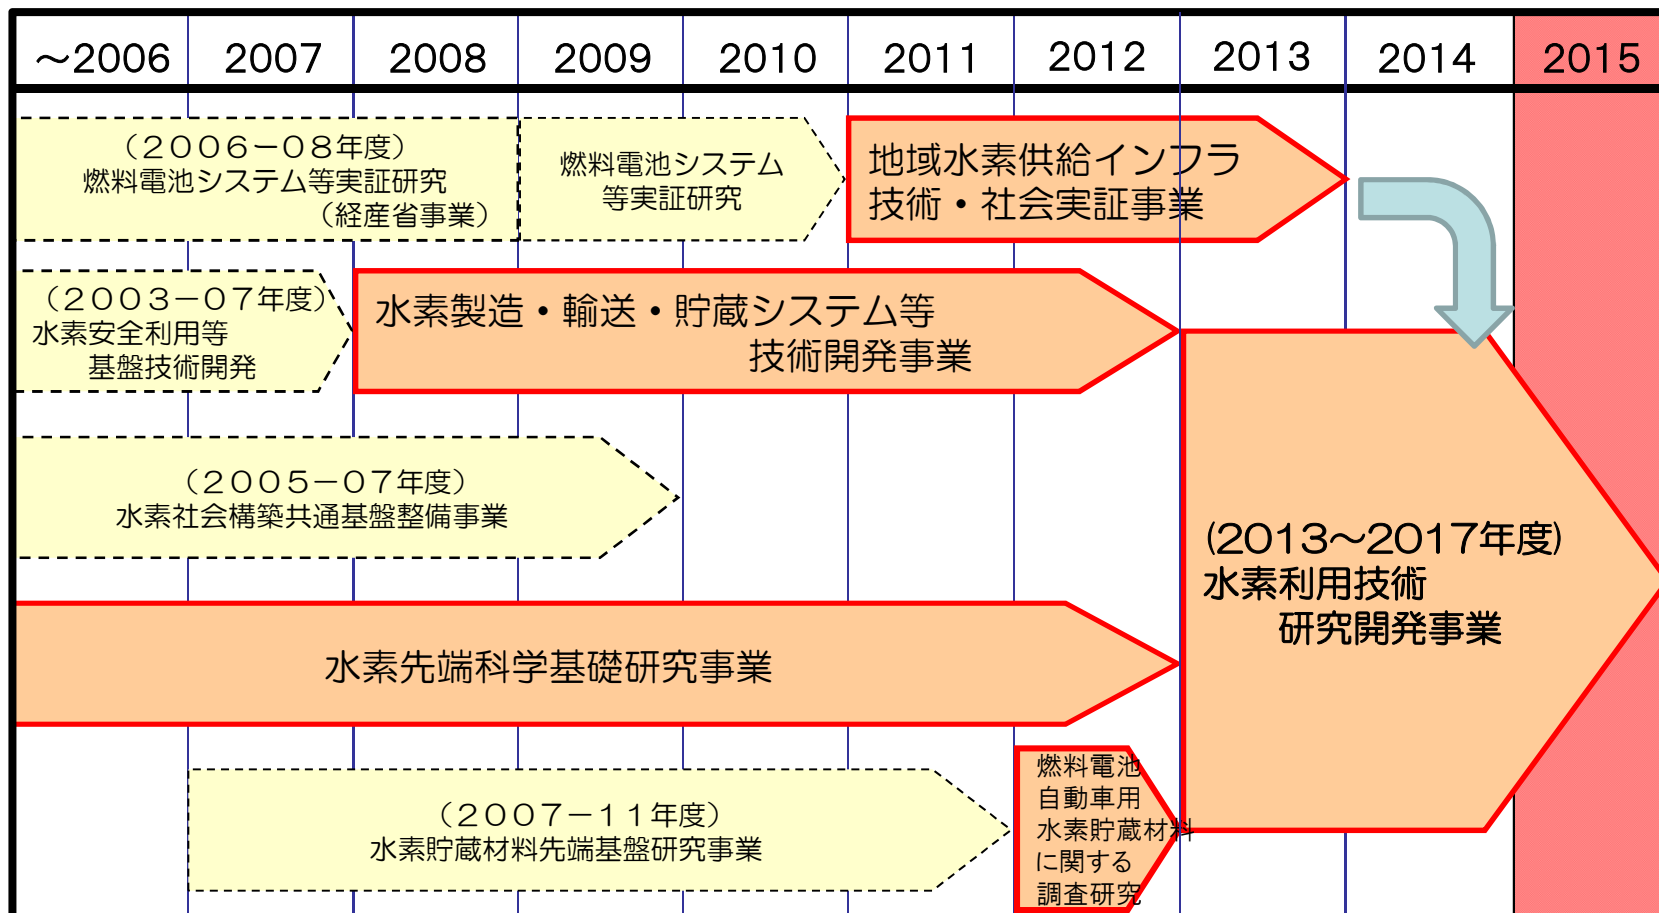 ～2006 2007 2008 2009 2010 2011 2012 2013 2014 2015
（２００６－０８年度）
燃料電池システム等実証研究
（経産省事業）
燃料電池システム
等実証研究
地域水素供給インフラ
技術・社会実証事業
（２００３－０７年度）
水素安全利用等
基盤技術開発
水素製造・輸送・貯蔵システム等
技術開発事業
（２００５－０７年度）
水素社会構築共通基盤整備事業
(2013～2017年度)
水素利用技術
研究開発事業
水素先端科学基礎研究事業
（２００７－１１年度）
水素貯蔵材料先端基盤研究事業
燃料電池
自動車用
水素貯蔵材料
に関する
調査研究